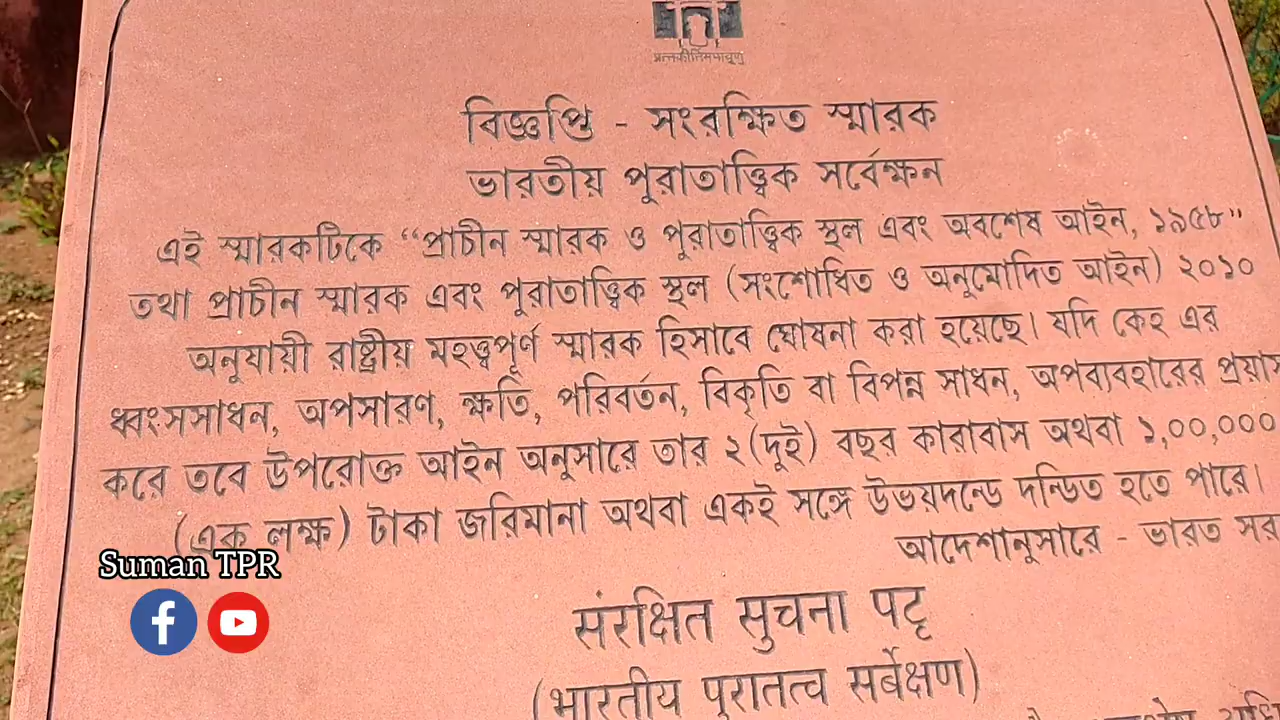 বিজ্ঞপ্তি - সংরক্ষিত স্মারক
ভারতীয় পুরাতাত্ত্বিক সর্বেক্ষন
এই স্মারকটিকে “প্রাচীন স্মারক ও পুরাতাত্ত্বিক স্থল এবং অবশেষ আইন, ১৯৫৮”
তথা প্রাচীন স্মারক এবং পুরাতাত্ত্বিক স্থল (সংশোধিত ও অনুমোদিত আইন) ২০১০
অনুযায়ী রাষ্ট্রীয় মহত্ত্বপূর্ণ স্মারক হিসাবে ঘোষনা করা হয়েছে। যদি কেহ এর
ধ্বংসসাধন, অপসারণ, ক্ষতি, পরিবর্তন, বিকৃতি বা বিপন্ন সাধন, অপব্যবহারের প্রয়াস
করে তবে উপরোক্ত আইন অনুসারে তার ২(দুই) বছর কারাবাস অথবা ১,০০,০০০
(এক লক্ষ) টাকা জরিমানা অথবা একই সঙ্গে উভয়দন্ডে দন্ডিত হতে পারে।
আদেশানুসারে - ভারত সর
Suman TPR
संरक्षित सुचना पटृ
(भारतीय पुरातत्व सर्बेक्षण)